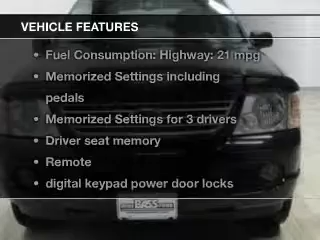 VEHICLE FEATURES
• Fuel Consumption: Highway: 21 mpg
• Memorized Settings including
pedals
• Memorized Settings for 3 drivers
• Driver seat memory
• Remote
• digital keypad power door locks
BASS